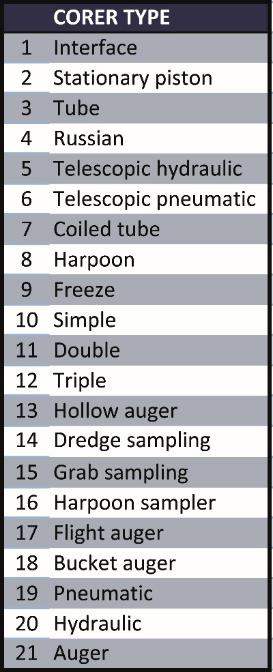 CORER TYPE
1 Interface
2 Stationary piston
3 Tube
4 Russian
5 Telescopic hydraulic
6 Telescopic pneumatic
7 Coiled tube
8 Harpoon
9 Freeze
10 Simple
11 Double
12 Triple
13 Hollow auger
14 Dredge sampling
15 Grab sampling
16 Harpoon sampler
17 Flight auger
18 Bucket auger
19 Pneumatic
20 Hydraulic
21 Auger